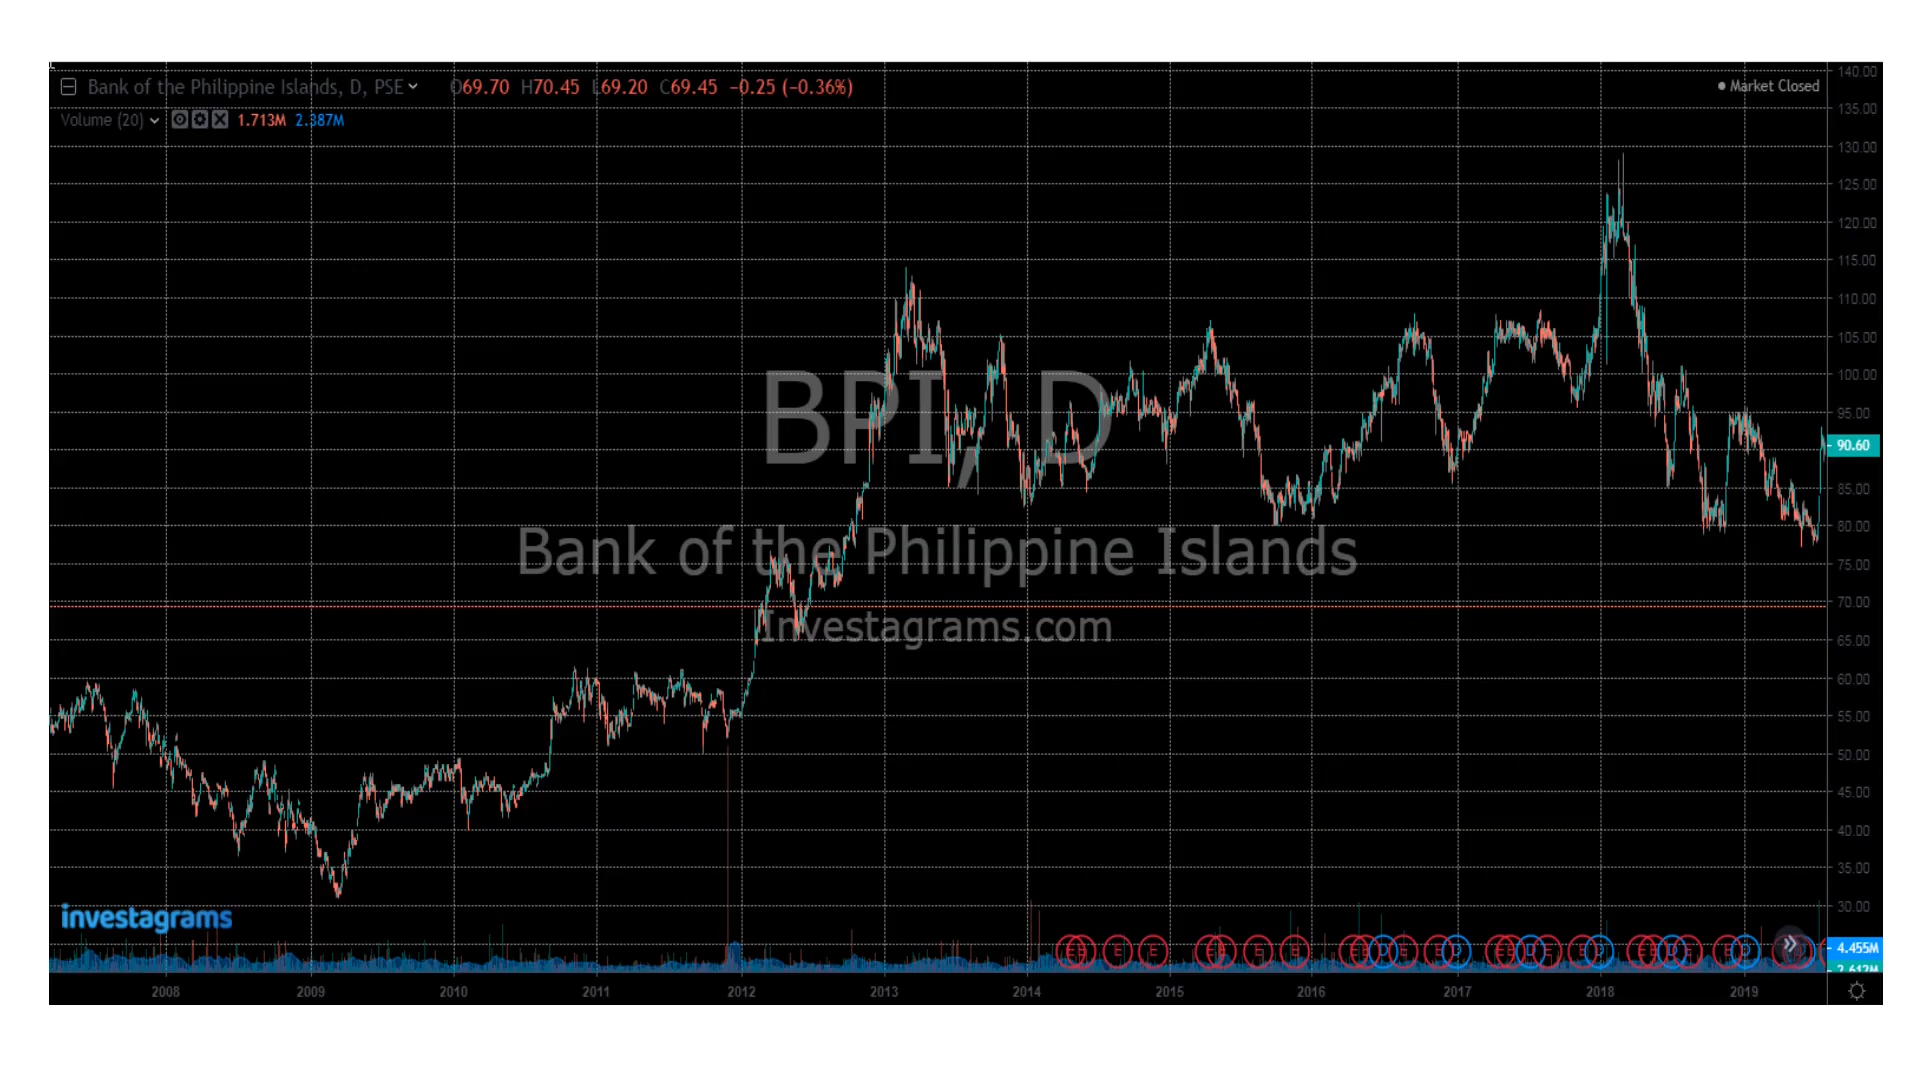 Bank of the Philippine Islands, D, PSE O69.70 H70.45 L69.20 C69.45 −0.25 (−0.36%)
Market Closed
Volume (20) 1.713M 2.387M
140.00
135.00
130.00
125.00
120.00
115.00
110.00
105.00
100.00
95.00
90.60
85.00
80.00
75.00
70.00
65.00
60.00
55.00
50.00
45.00
40.00
35.00
30.00
BPI, D
Bank of the Philippine Islands
Investagrams.com
investagrams
4.455M
2.612M
2008 2009 2010 2011 2012 2013 2014 2015 2016 2017 2018 2019